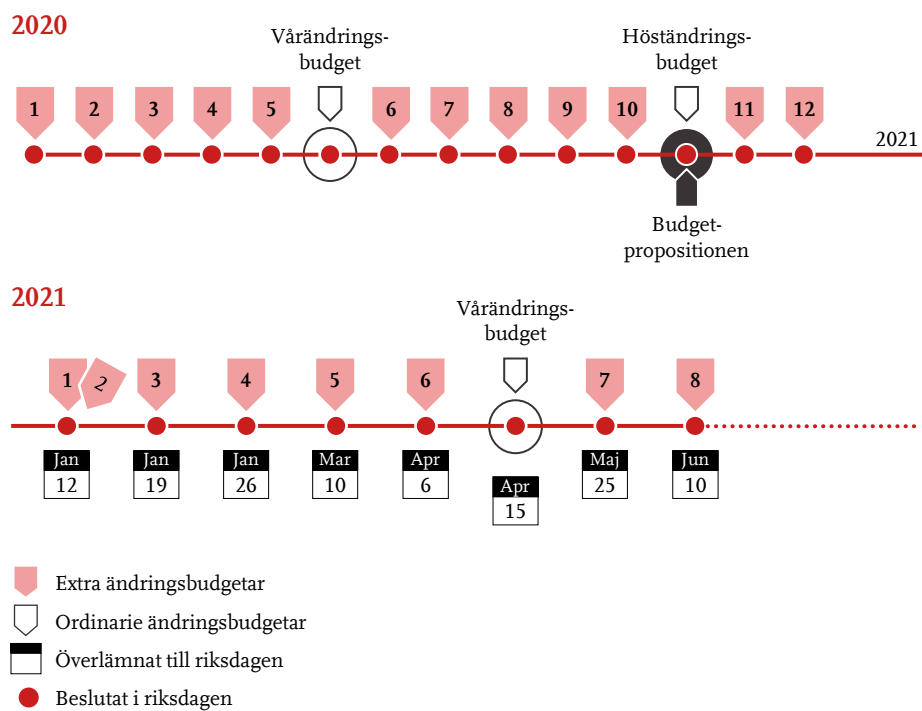 2020
Vårändrings-
budget
Höständrings-
budget
1 2 3 4 5 6 7 8 9 10 11 12
2021
Budget-
propositionen
2021
Vårändrings-
budget
1 2 3 4 5 6 7 8
Jan Jan Jan Mar Apr Maj Jun
12 19 26 10 6 25 10
Apr
15
Extra ändringsbudgetar
Ordinarie ändringsbudgetar
Överlämnat till riksdagen
Beslutat i riksdagen